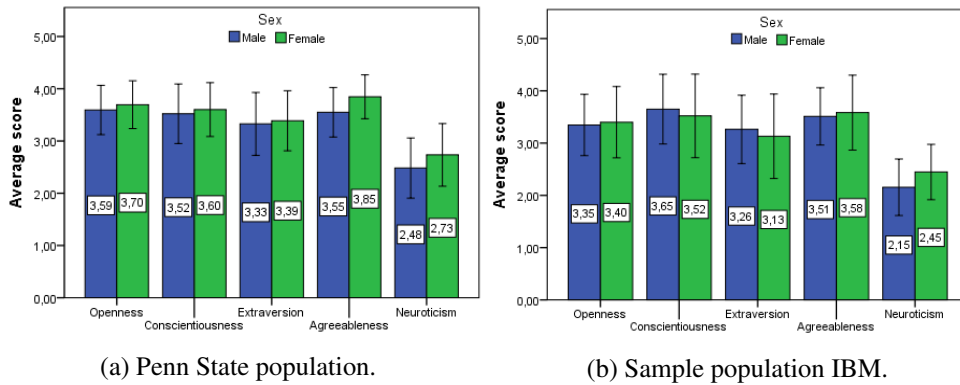 Sex
Male Female
Average score
5,00
4,00
3,00
2,00
1,00
0,00
3,59 3,70 3,52 3,60 3,33 3,39 3,55 3,85 2,48 2,73
Openness Extraversion Neuroticism
Conscientiousness Agreeableness
(a) Penn State population.
Sex
Male Female
Average score
5,00
4,00
3,00
2,00
1,00
0,00
3,35 3,40 3,65 3,52 3,26 3,13 3,51 3,58 2,15 2,45
Openness Extraversion Neuroticism
Conscientiousness Agreeableness
(b) Sample population IBM.